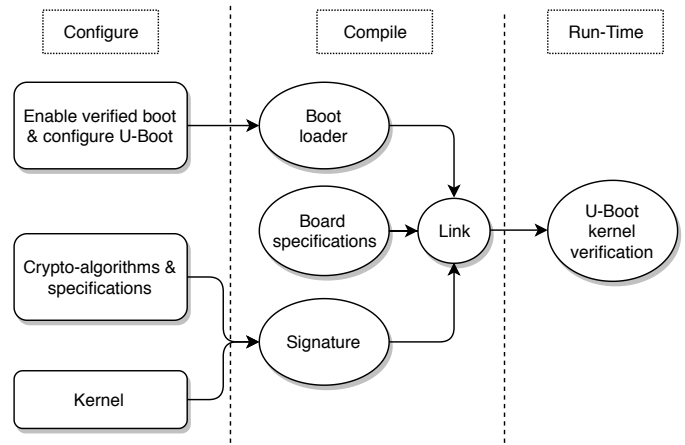 Configure
Compile
Run-Time
Enable verified boot
& configure U-Boot
Boot
loader
Board
specifications
Link
U-Boot
kernel
verification
Crypto-algorithms &
specifications
Signature
Kernel